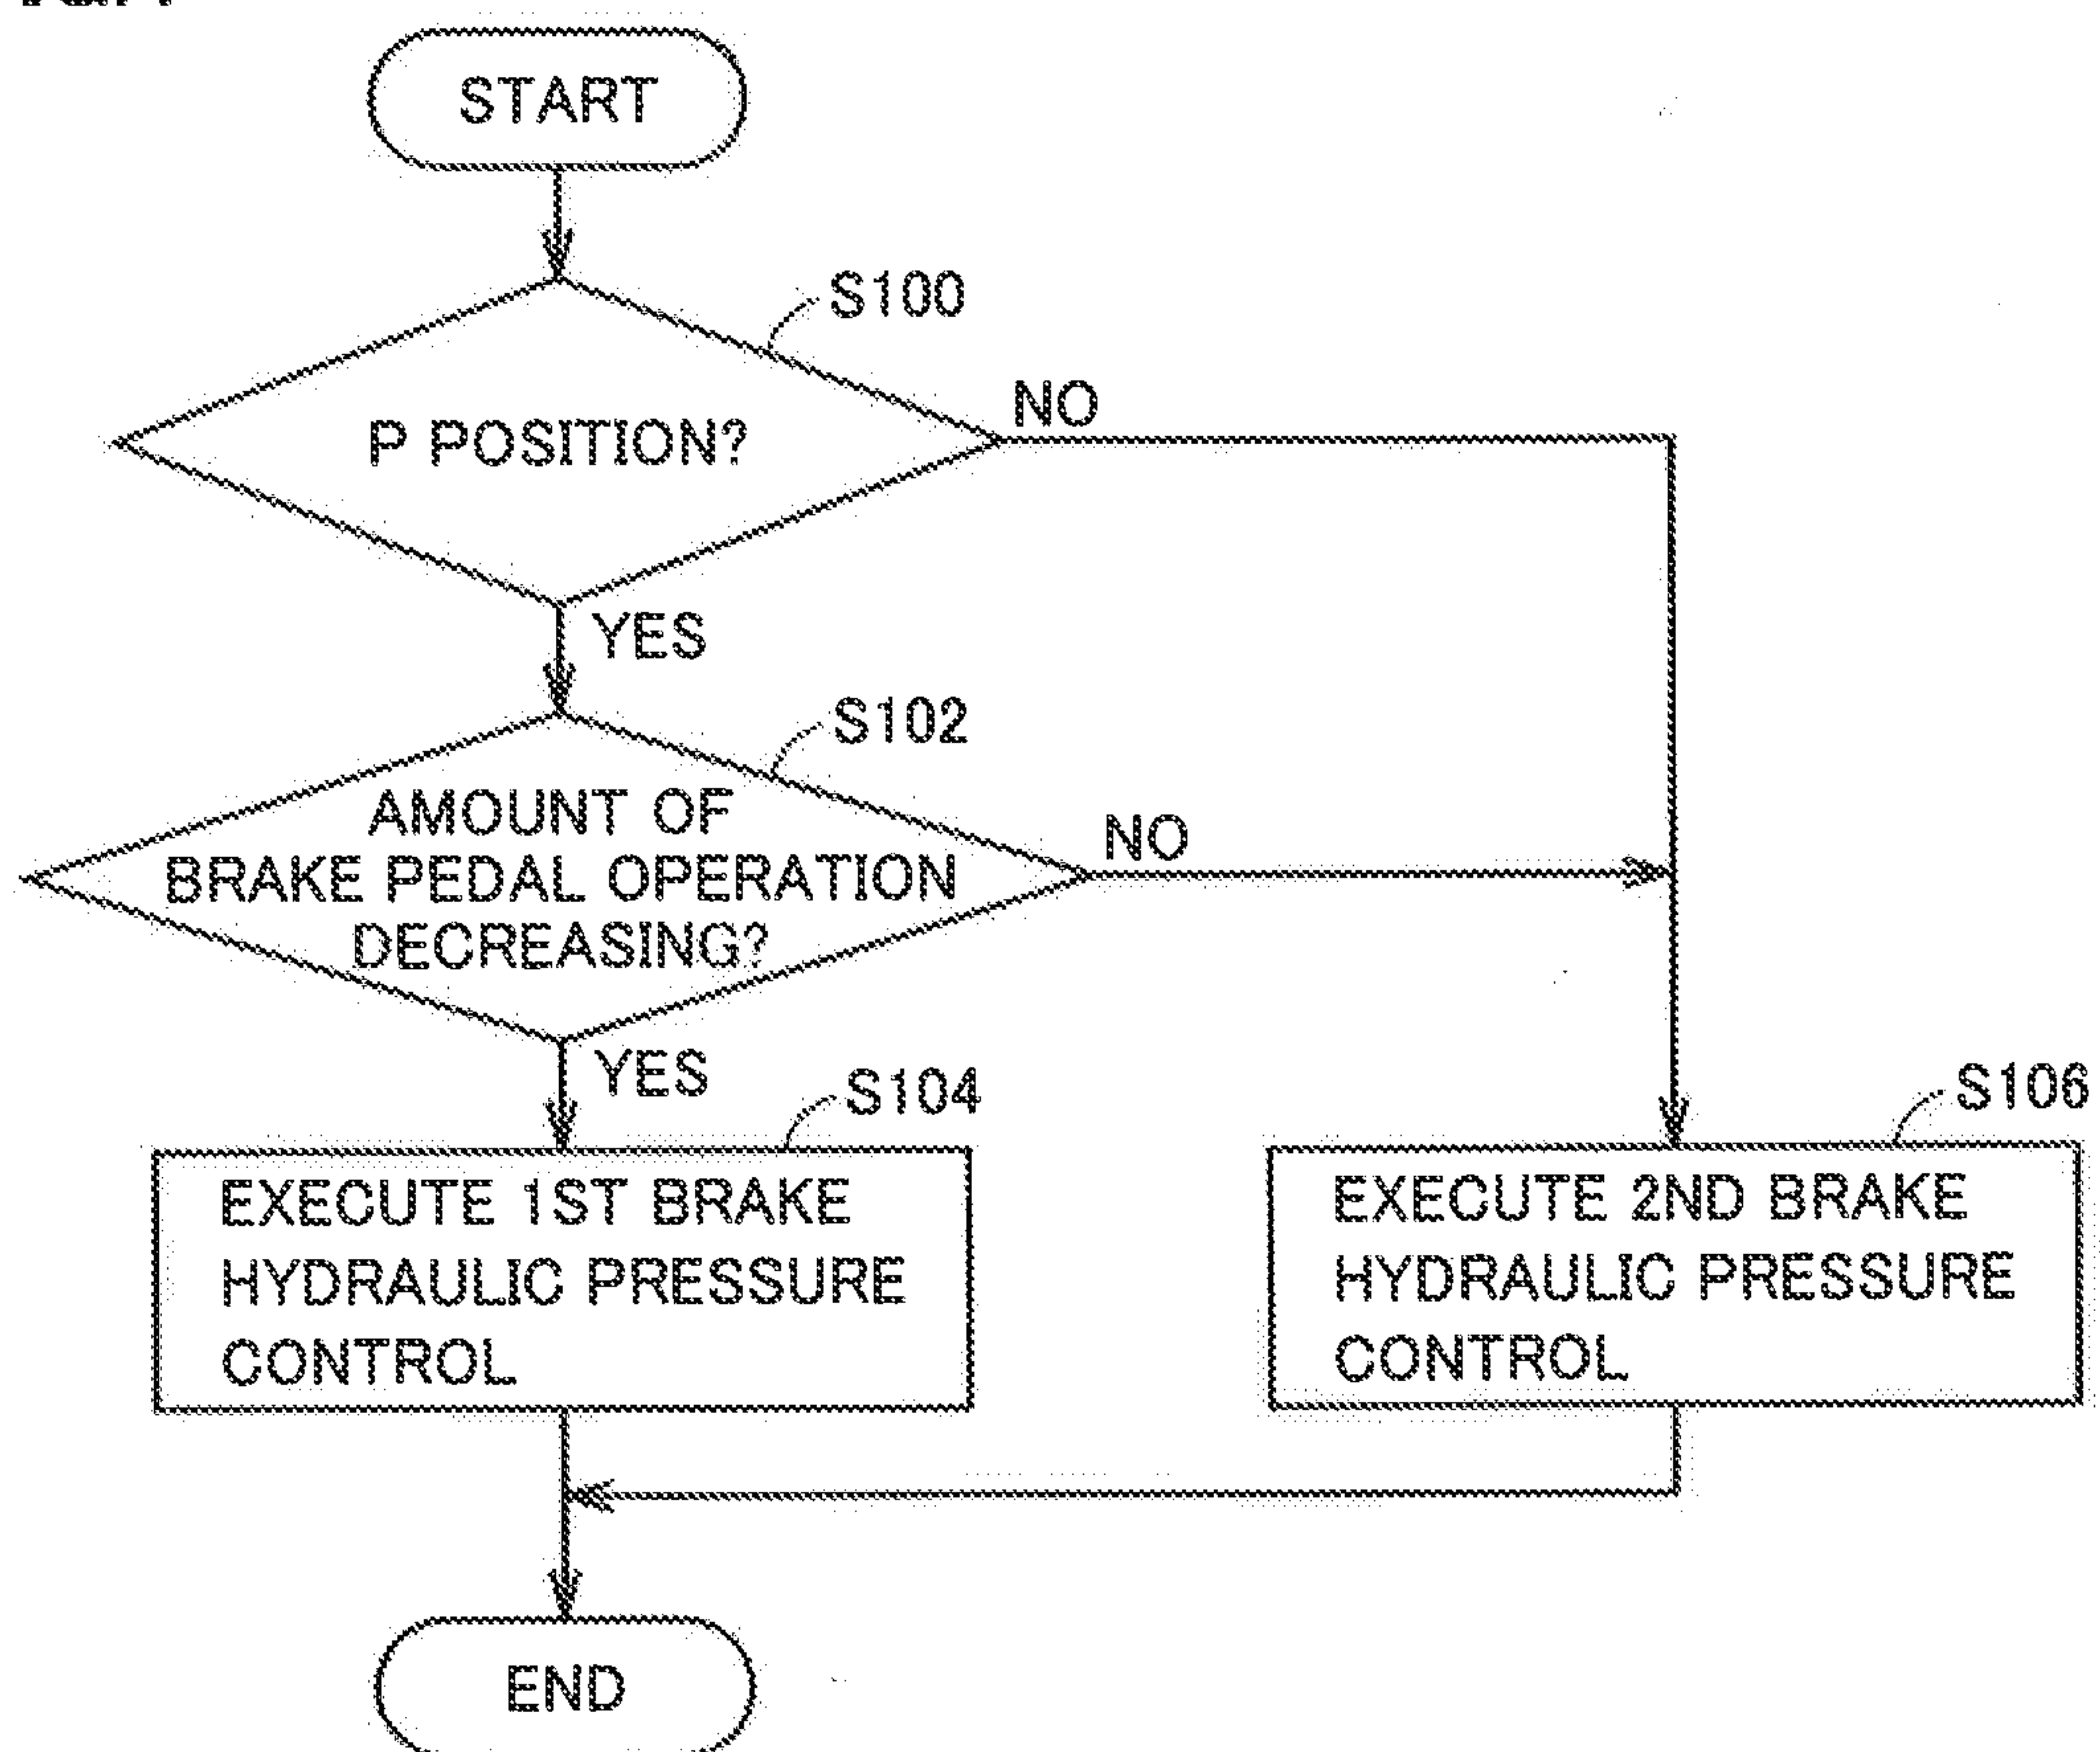 START
S100
P POSITION?
NO
YES
S102
AMOUNT OF
BRAKE PEDAL OPERATION
DECREASING?
NO
YES
S104
EXECUTE 1ST BRAKE
HYDRAULIC PRESSURE
CONTROL
S106
EXECUTE 2ND BRAKE
HYDRAULIC PRESSURE
CONTROL
END